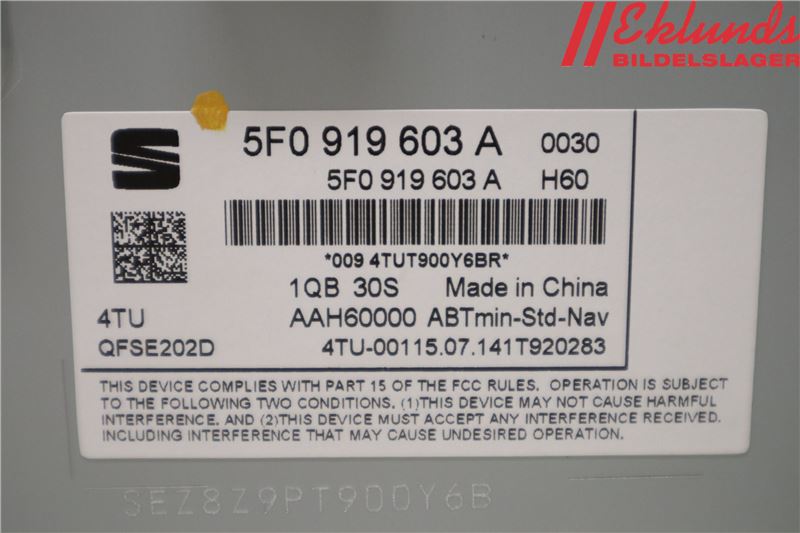 Eklunds
BILDELSLAGER
5F0 919 603 A 0030
5F0 919 603 A H60
*009 4TUT900Y6BR*
1QB 30S Made in China
4TU AAH60000 ABTmin-Std-Nav
QFSE202D 4TU-00115.07.141T920283
THIS DEVICE COMPLIES WITH PART 15 OF THE FCC RULES. OPERATION IS SUBJECT
TO THE FOLLOWING TWO CONDITIONS, (1)THIS DEVICE MAY NOT CAUSE HARMFUL
INTERFERENCE. AND (2)THIS DEVICE MUST ACCEPT ANY INTERFERENCE RECEIVED.
INCLUDING INTERFERENCE THAT MAY CAUSE UNDESIRED OPERATION.
SEZ8Z9PT900Y6B